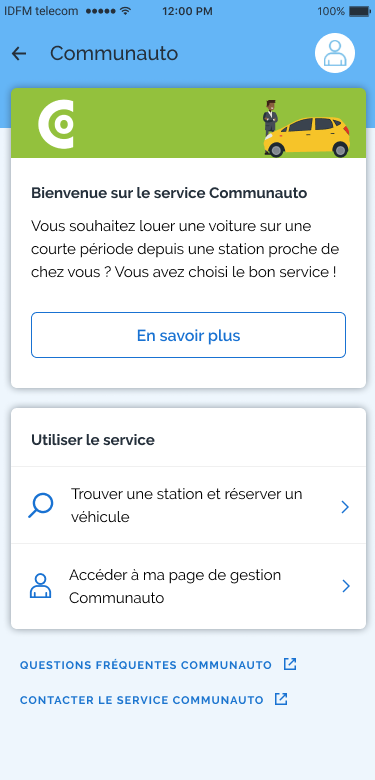 IDFM telecom 12:00 PM 100%
Communauto
Bienvenue sur le service Communauto
Vous souhaitez louer une voiture sur une
courte période depuis une station proche de
chez vous ? Vous avez choisi le bon service !
En savoir plus
Utiliser le service
Trouver une station et réserver un
véhicule
Accéder à ma page de gestion
Communauto
QUESTIONS FRÉQUENTES COMMUNAUTO
CONTACTER LE SERVICE COMMUNAUTO